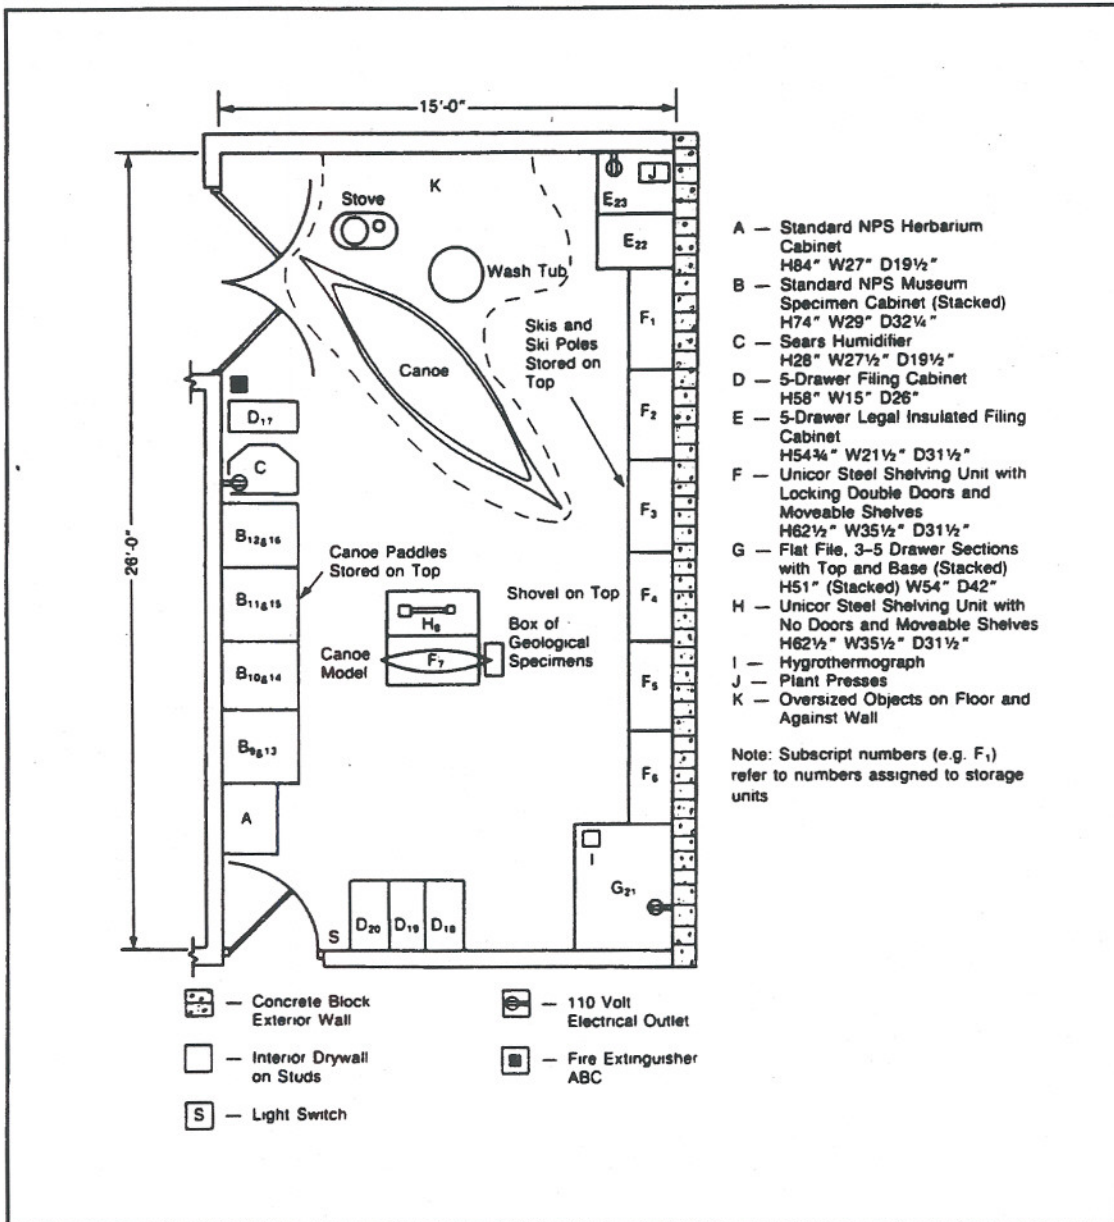 15'-0"
26'-0"
Stove
K
J
E23
E22
Wash Tub
F1
Skis and
Ski Poles
Stored on
Top
Canoe
F2
D17
C
F3
B12&16
Canoe Paddles
Stored on Top
B11&15
Shovel on Top
F4
H8
Box of
Geological
Specimens
Canoe
Model
F7
B10&14
F5
B9&13
F6
A
I
G21
S
D20
D19
D18
A — Standard NPS Herbarium
Cabinet
H84" W27" D19½"
B — Standard NPS Museum
Specimen Cabinet (Stacked)
H74" W29" D32¼"
C — Sears Humidifier
H28" W27½" D19½"
D — 5-Drawer Filing Cabinet
H58" W15" D26"
E — 5-Drawer Legal Insulated Filing
Cabinet
H54¾" W21½" D31½"
F — Unicor Steel Shelving Unit with
Locking Double Doors and
Moveable Shelves
H62½" W35½" D31½"
G — Flat File, 3–5 Drawer Sections
with Top and Base (Stacked)
H51" (Stacked) W54" D42"
H — Unicor Steel Shelving Unit with
No Doors and Moveable Shelves
H62½" W35½" D31½"
I — Hygrothermograph
J — Plant Presses
K — Oversized Objects on Floor and
Against Wall
Note: Subscript numbers (e.g. F1)
refer to numbers assigned to storage
units
— Concrete Block
Exterior Wall
— Interior Drywall
on Studs
S — Light Switch
— 110 Volt
Electrical Outlet
— Fire Extinguisher
ABC